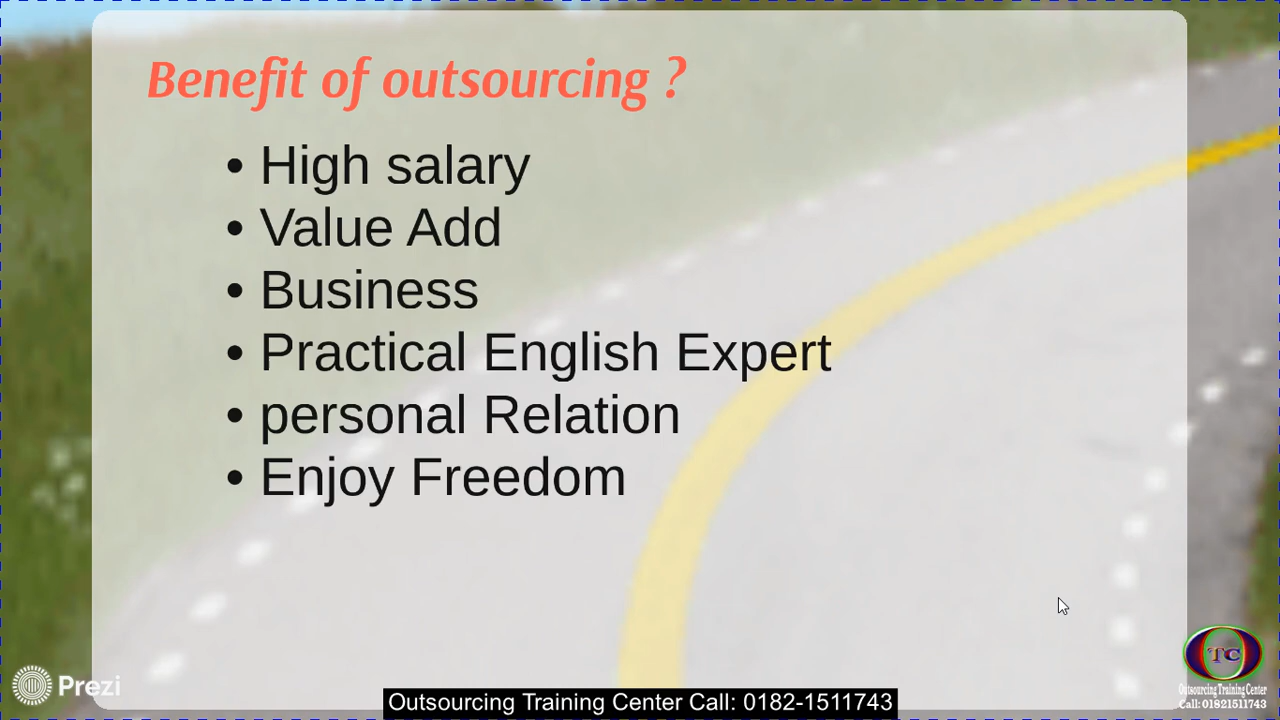 Benefit of outsourcing ?
• High salary
• Value Add
• Business
• Practical English Expert
• personal Relation
• Enjoy Freedom
Prezi
Outsourcing Training Center Call: 0182-1511743
OTC
Outsourcing Training Center
Call: 01821511743